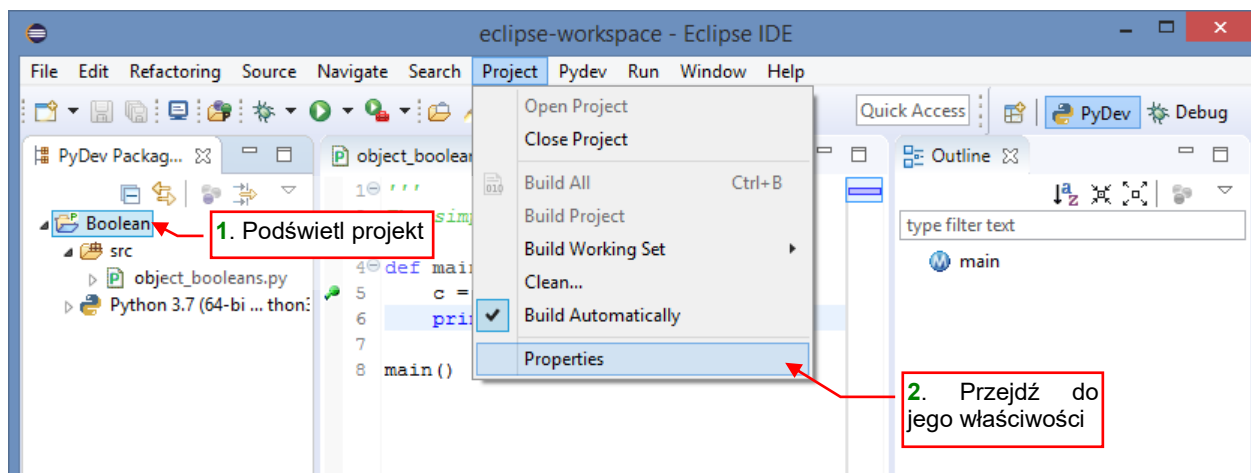 eclipse-workspace - Eclipse IDE
File Edit Refactoring Source Navigate Search Project Pydev Run Window Help
Quick Access PyDev Debug
Open Project
Close Project
Build All Ctrl+B
Build Project
Build Working Set
Clean...
Build Automatically
Properties
PyDev Packag...
Boolean
src
object_booleans.py
Python 3.7 (64-bi ... thon3
1. Podświetl projekt
object_boolea
1 '''
sim
4 def mai
5 c =
6 pri
7
8 main()
Outline
type filter text
main
2. Przejdź do
jego właściwości